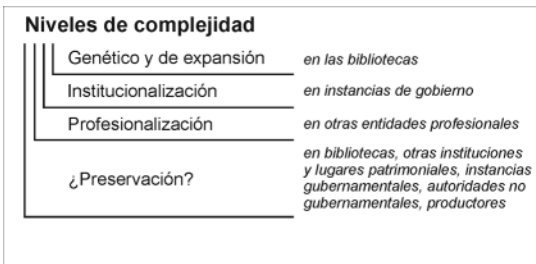 Niveles de complejidad
Genético y de expansión
en las bibliotecas
Institucionalización
en instancias de gobierno
Profesionalización
en otras entidades profesionales
¿Preservación?
en bibliotecas, otras instituciones
y lugares patrimoniales, instancias
gubernamentales, autoridades no
gubernamentales, productores